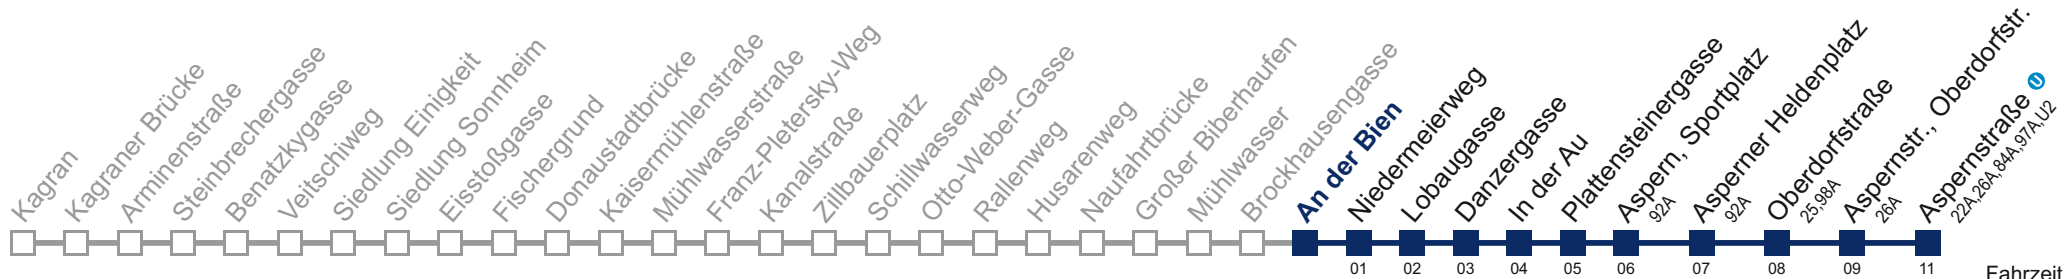 Kagran
Kagraner Brücke
Arminenstraße
Steinbrechergasse
Benatzkygasse
Veitschiweg
Siedlung Einigkeit
Siedlung Sonnheim
Eisstoßgasse
Fischergrund
Donaustadtbrücke
Kaisermühlenstraße
Mühlwasserstraße
Franz-Pletersky-Weg
Kanalstraße
Zillbauerplatz
Schillwasserweg
Otto-Weber-Gasse
Rallenweg
Husarenweg
Naufahrtbrücke
Großer Biberhaufen
Mühlwasser
Brockhausengasse
An der Bien
Niedermeierweg
Lobaugasse
Danzergasse
In der Au
Plattensteinergasse
Aspern, Sportplatz
92A
Asperner Heldenplatz
92A
Oberdorfstraße
25,98A
Aspernstr., Oberdorfstr.
26A
Aspernstraße U
22A,26A,84A,97A,U2
01 02 03 04 05 06 07 08 09 11
Fahrzeit